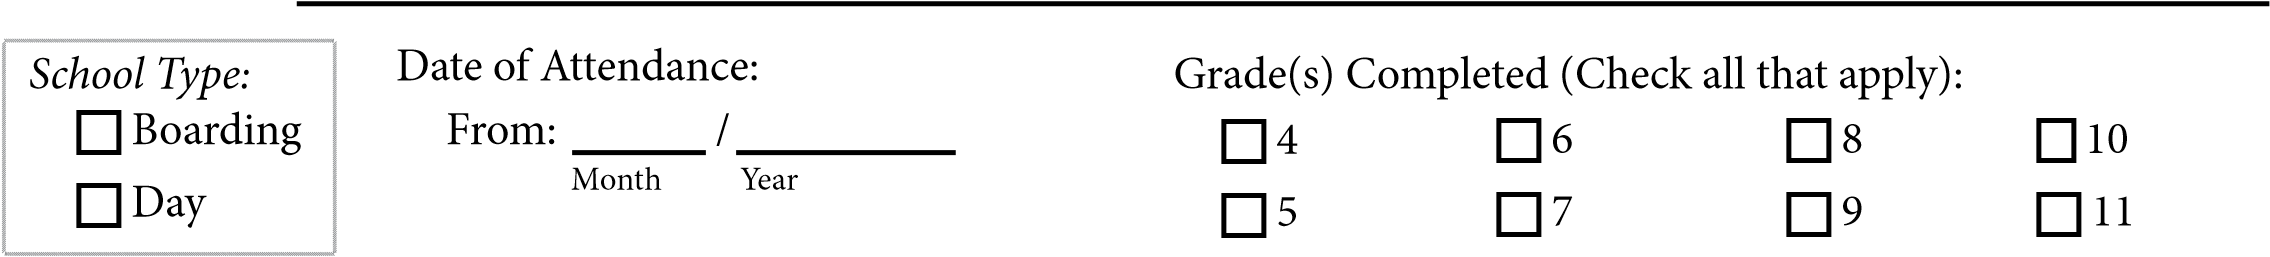 School Type:
Boarding
Day
Date of Attendance:
From: / 
Month Year
Grade(s) Completed (Check all that apply):
4 6 8 10
5 7 9 11